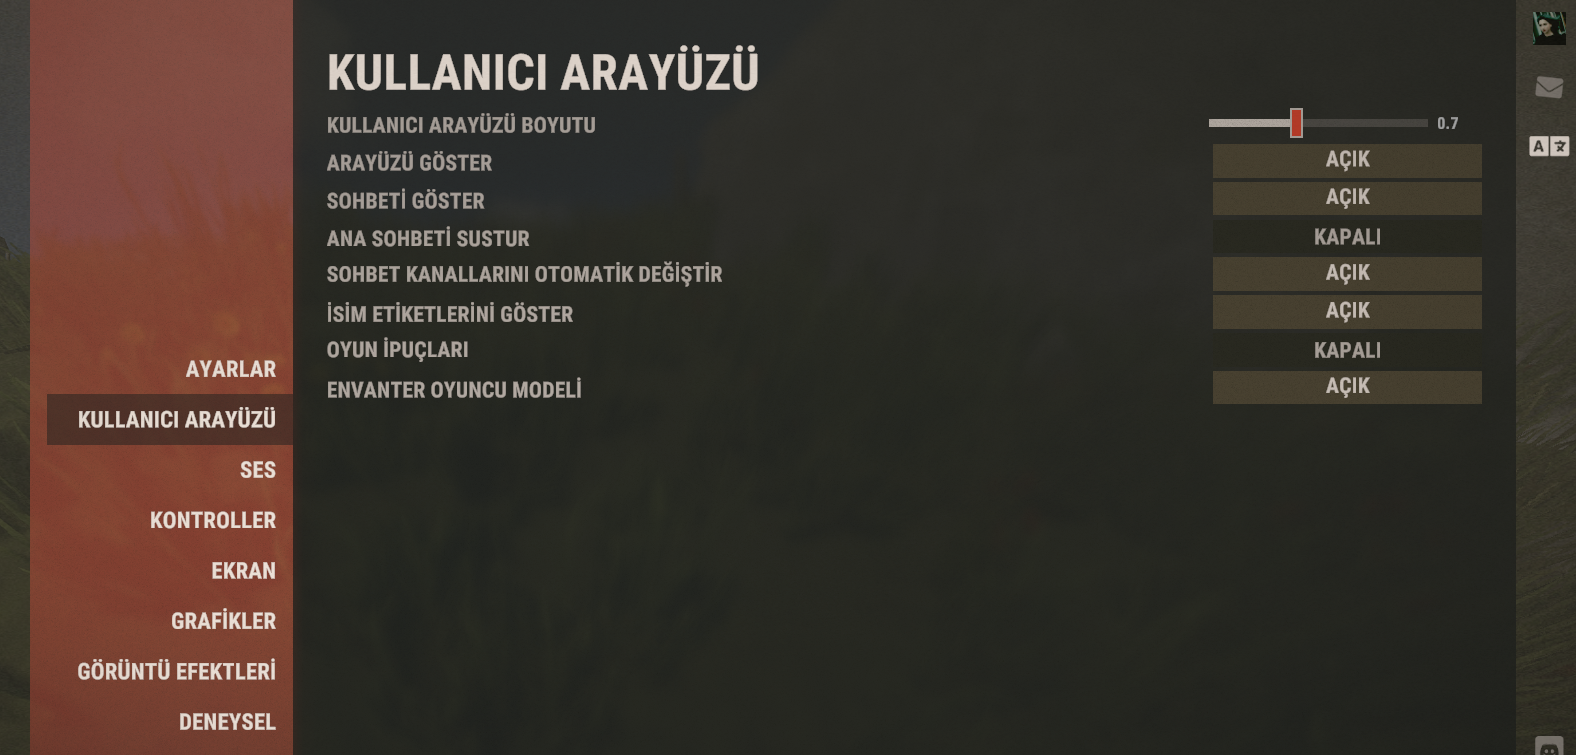 KULLANICI ARAYÜZÜ
KULLANICI ARAYÜZÜ BOYUTU 0.7
ARAYÜZÜ GÖSTER AÇIK
SOHBETİ GÖSTER AÇIK
ANA SOHBETİ SUSTUR KAPALI
SOHBET KANALLARINI OTOMATİK DEĞİŞTİR AÇIK
İSİM ETİKETLERİNİ GÖSTER AÇIK
OYUN İPUÇLARI KAPALI
ENVANTER OYUNCU MODELİ AÇIK
AYARLAR
KULLANICI ARAYÜZÜ
SES
KONTROLLER
EKRAN
GRAFİKLER
GÖRÜNTÜ EFEKTLERİ
DENEYSEL
A 文